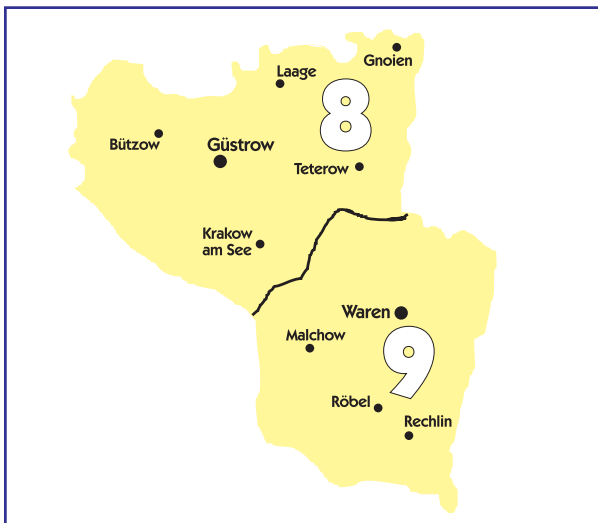 Gnoien
Laage
8
Bützow
Güstrow
Teterow
Krakow
am See
Waren
Malchow
9
Röbel
Rechlin